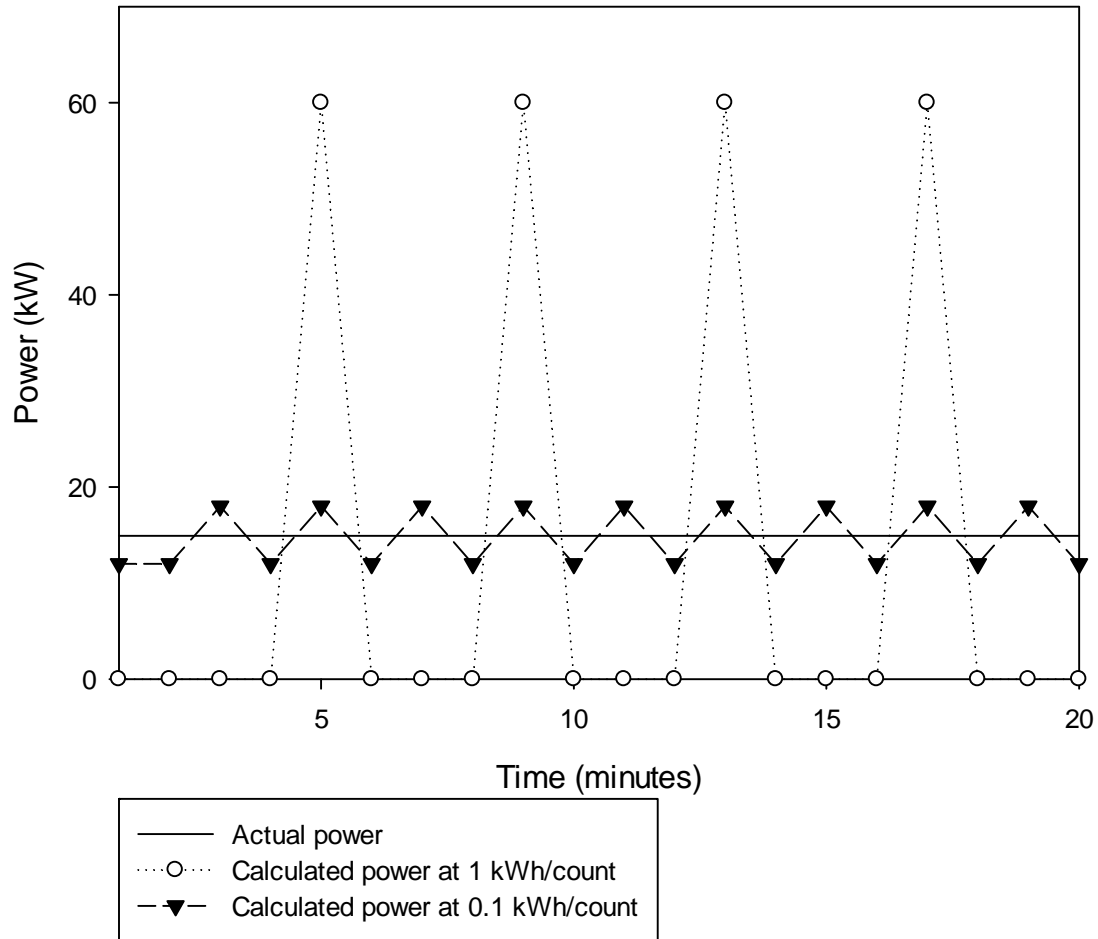 60
40
20
0
Power (kW)
5 10 15 20
Time (minutes)
Actual power
Calculated power at 1 kWh/count
Calculated power at 0.1 kWh/count